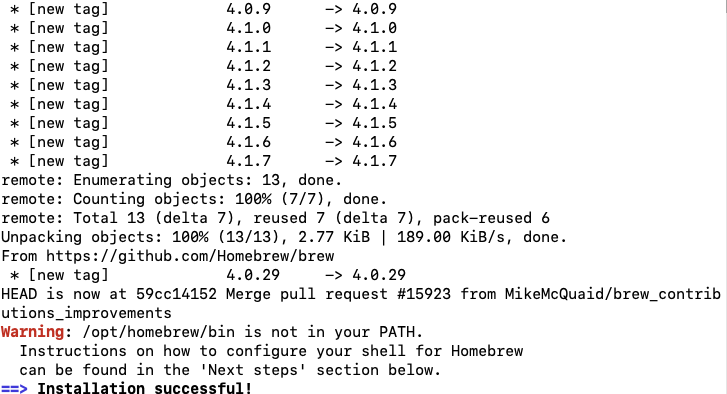 * [new tag]             4.0.9      -> 4.0.9
* [new tag]             4.1.0      -> 4.1.0
* [new tag]             4.1.1      -> 4.1.1
* [new tag]             4.1.2      -> 4.1.2
* [new tag]             4.1.3      -> 4.1.3
* [new tag]             4.1.4      -> 4.1.4
* [new tag]             4.1.5      -> 4.1.5
* [new tag]             4.1.6      -> 4.1.6
* [new tag]             4.1.7      -> 4.1.7
remote: Enumerating objects: 13, done.
remote: Counting objects: 100% (7/7), done.
remote: Total 13 (delta 7), reused 7 (delta 7), pack-reused 6
Unpacking objects: 100% (13/13), 2.77 KiB | 189.00 KiB/s, done.
From https://github.com/Homebrew/brew
* [new tag]             4.0.29     -> 4.0.29
HEAD is now at 59cc14152 Merge pull request #15923 from MikeMcQuaid/brew_contrib
utions_improvements
Warning: /opt/homebrew/bin is not in your PATH.
  Instructions on how to configure your shell for Homebrew
  can be found in the 'Next steps' section below.
==> Installation successful!